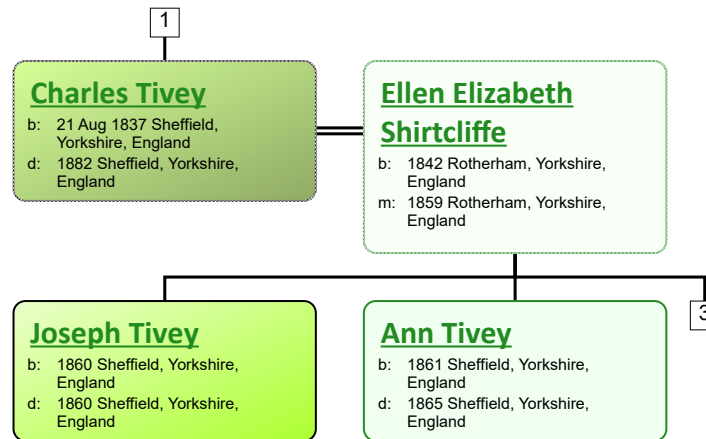 1
Charles Tivey
b: 21 Aug 1837 Sheffield,
Yorkshire, England
d: 1882 Sheffield, Yorkshire,
England
Ellen Elizabeth
Shirtcliffe
b: 1842 Rotherham, Yorkshire,
England
m: 1859 Rotherham, Yorkshire,
England
3
Joseph Tivey
b: 1860 Sheffield, Yorkshire,
England
d: 1860 Sheffield, Yorkshire,
England
Ann Tivey
b: 1861 Sheffield, Yorkshire,
England
d: 1865 Sheffield, Yorkshire,
England